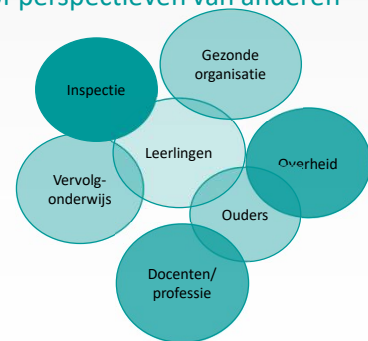 perspectieven van anderen
Gezonde
organisatie
Inspectie
Leerlingen
Overheid
Vervolg-
onderwijs
Ouders
Docenten/
professie